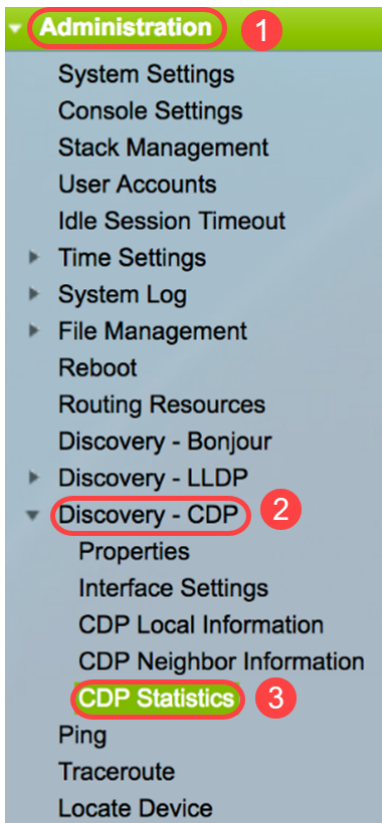 Administration 1
System Settings
Console Settings
Stack Management
User Accounts
Idle Session Timeout
Time Settings
System Log
File Management
Reboot
Routing Resources
Discovery - Bonjour
Discovery - LLDP
Discovery - CDP 2
Properties
Interface Settings
CDP Local Information
CDP Neighbor Information
CDP Statistics 3
Ping
Traceroute
Locate Device